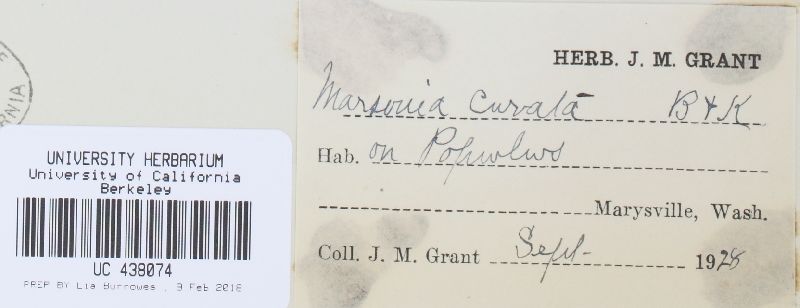 RNIA
UNIVERSITY HERBARIUM
University of California
Berkeley
UC 438074
PREP BY Lia Burrowes , 9 Feb 2016
HERB. J. M. GRANT
Marsonia curvata B & K
Hab. on Populus
Marysville, Wash.
Coll. J. M. Grant Sept- 1928